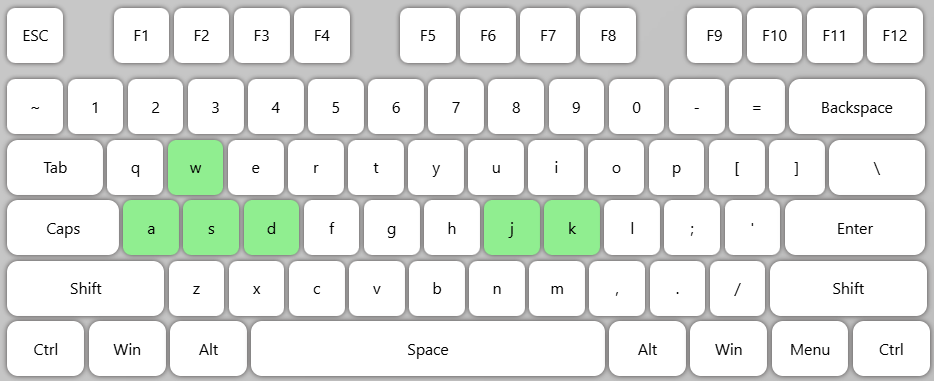 ESC F1 F2 F3 F4 F5 F6 F7 F8 F9 F10 F11 F12
~ 1 2 3 4 5 6 7 8 9 0 - = Backspace
Tab q w e r t y u i o p [ ] \
Caps a s d f g h j k l ; ' Enter
Shift z x c v b n m , . / Shift
Ctrl Win Alt Space Alt Win Menu Ctrl